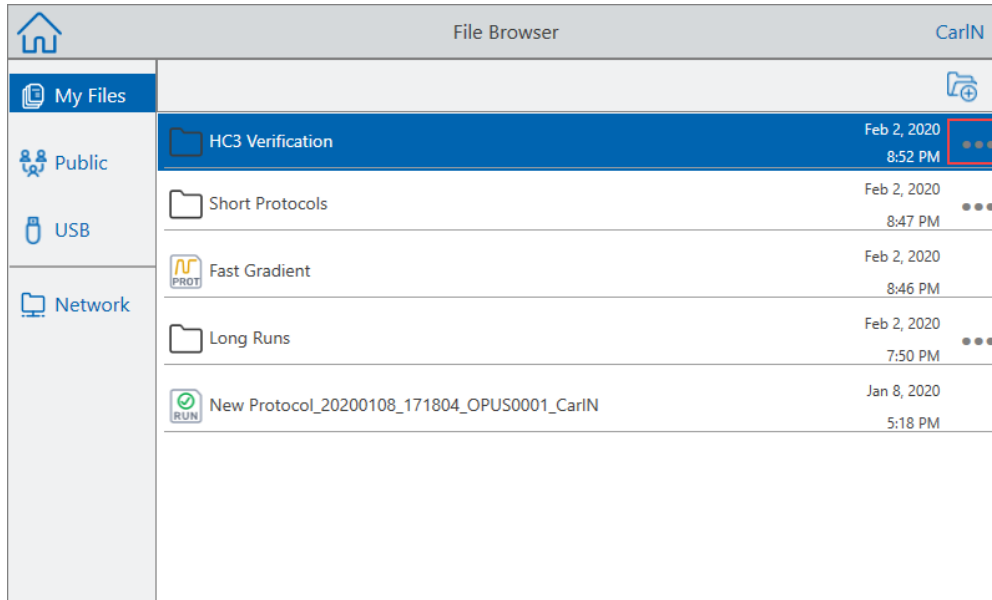 File Browser
CarlN
My Files
Public
USB
Network
HC3 Verification
Feb 2, 2020
8:52 PM
Short Protocols
Feb 2, 2020
8:47 PM
PROT
Fast Gradient
Feb 2, 2020
8:46 PM
Long Runs
Feb 2, 2020
7:50 PM
RUN
New Protocol_20200108_171804_OPUS0001_CarlN
Jan 8, 2020
5:18 PM